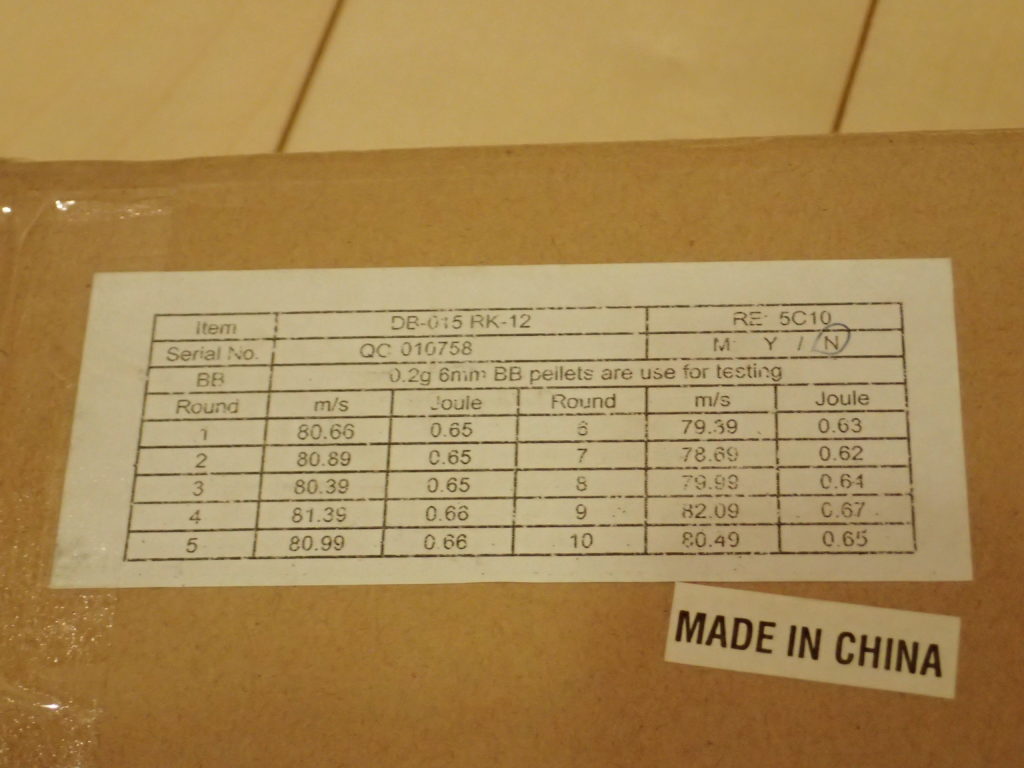 Item DB-015 RK-12 RE: 5C10
Serial No. QC 010758 M: Y / N
BB 0.2g 6mm BB pellets are use for testing
Round m/s Joule Round m/s Joule
1 80.66 0.65 6 79.39 0.63
2 80.89 0.65 7 78.69 0.62
3 80.39 0.65 8 79.99 0.64
4 81.39 0.66 9 82.09 0.67
5 80.99 0.66 10 80.49 0.65
MADE IN CHINA